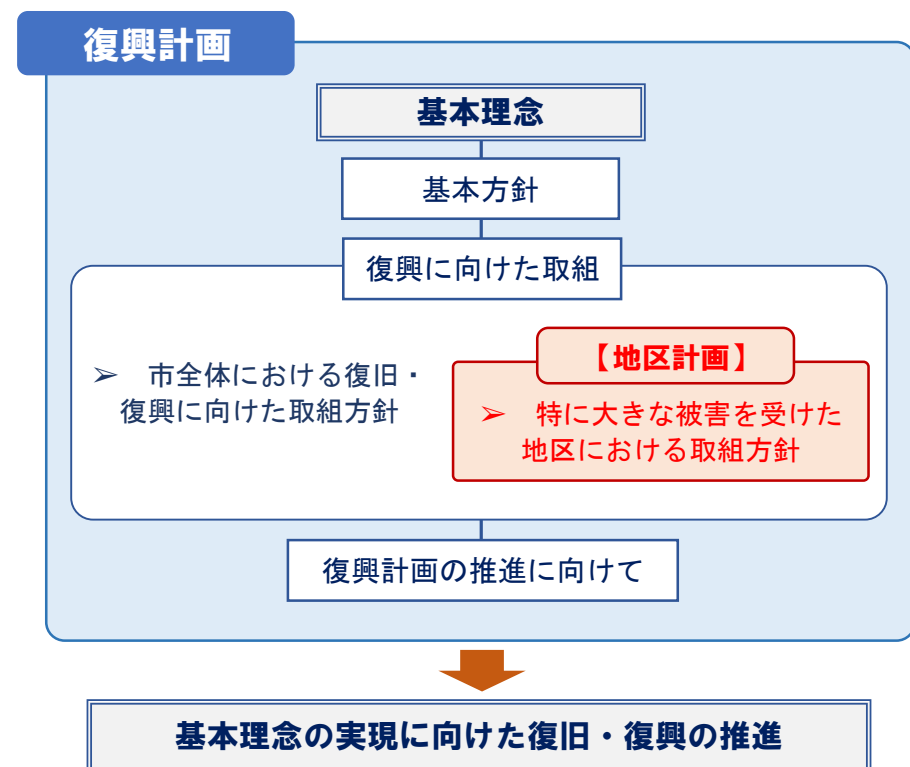 復興計画
基本理念
基本方針
復興に向けた取組
➢ 市全体における復旧・
復興に向けた取組方針
【地区計画】
➢ 特に大きな被害を受けた
地区における取組方針
復興計画の推進に向けて
基本理念の実現に向けた復旧・復興の推進